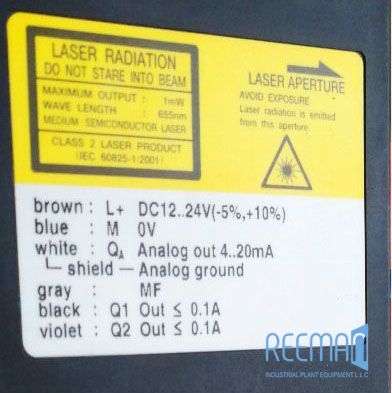 LASER RADIATION
DO NOT STARE INTO BEAM
MAXIMUM OUTPUT : 1mW
WAVE LENGTH : 655nm
MEDIUM SEMICONDUCTOR LASER
CLASS 2 LASER PRODUCT
(IEC 60825-1:2001)
LASER APERTURE
AVOID EXPOSURE
Laser radiation is emitted
from this aperture.
brown : L+ DC12..24V(-5%,+10%)
blue : M 0V
white : QA Analog out 4..20mA
shield — Analog ground
gray : MF
black : Q1 Out ≤ 0.1A
violet : Q2 Out ≤ 0.1A
REEMAN
INDUSTRIAL PLANT EQUIPMENT L.L.C